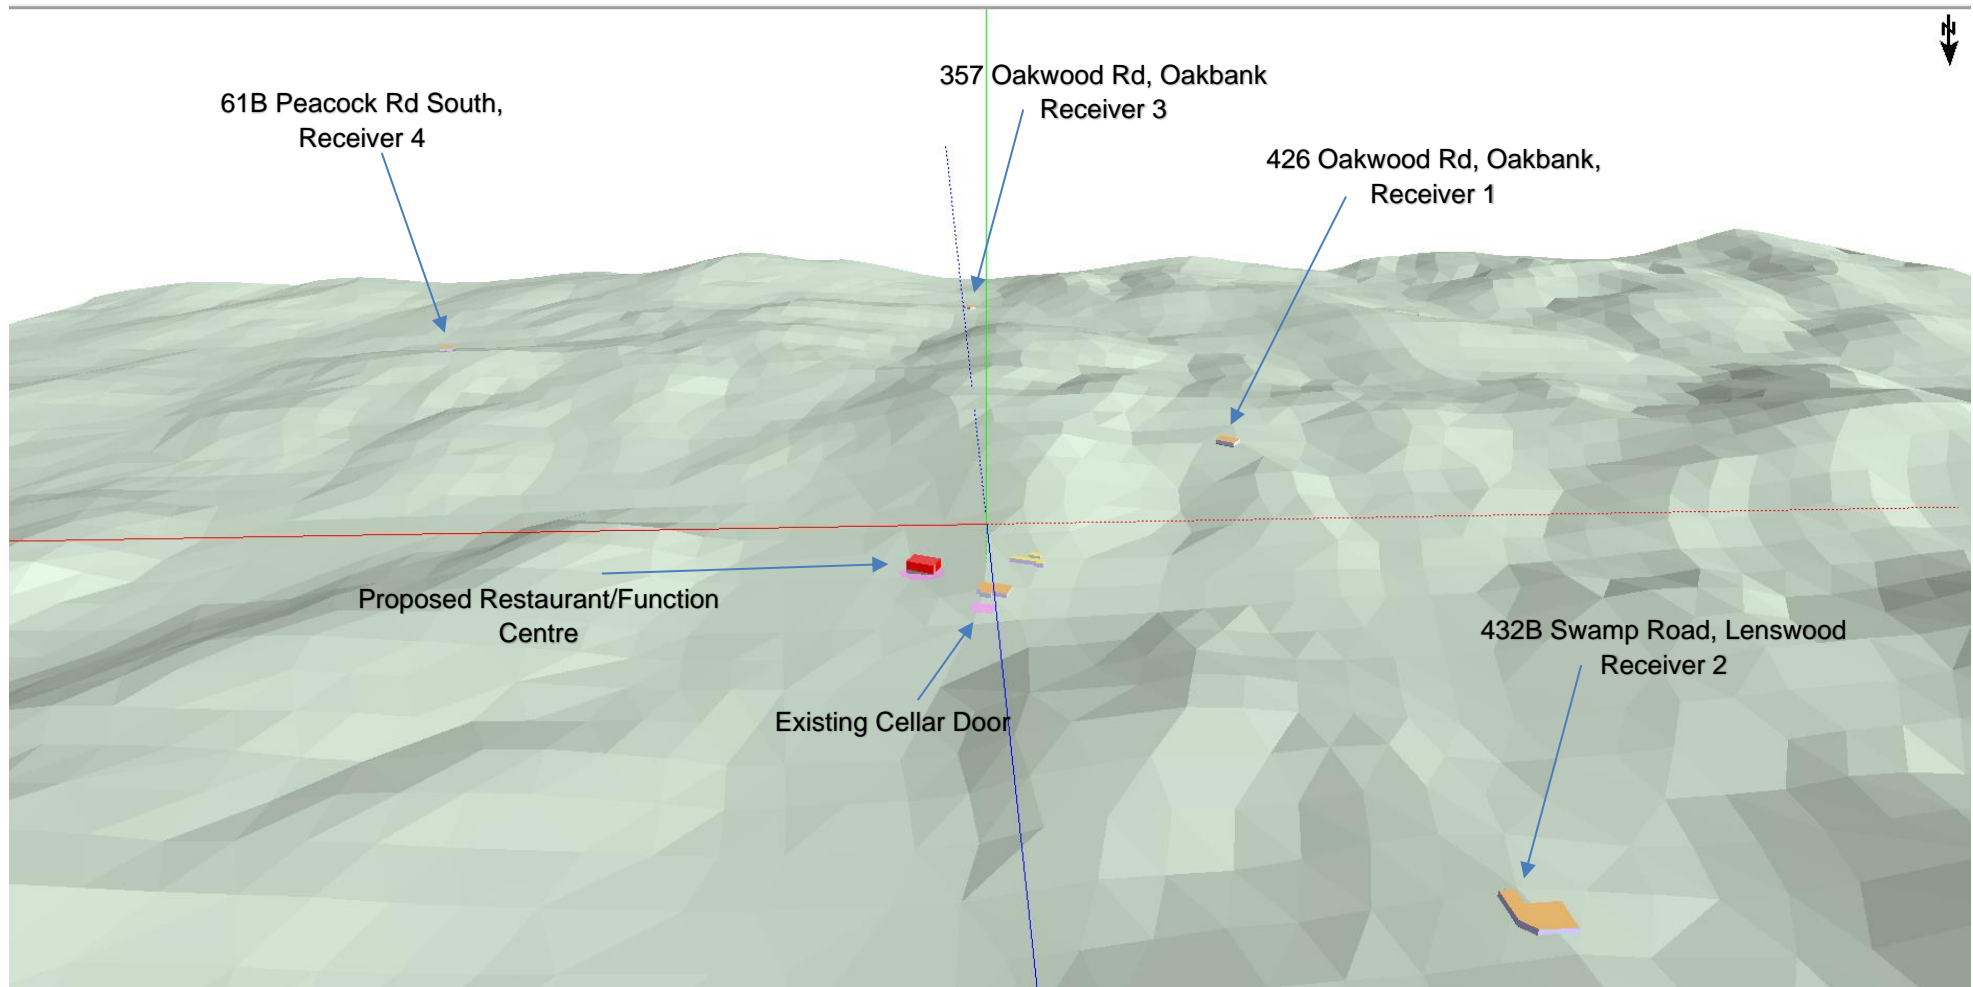 N
357 Oakwood Rd, Oakbank
Receiver 3
61B Peacock Rd South,
Receiver 4
426 Oakwood Rd, Oakbank,
Receiver 1
Proposed Restaurant/Function
Centre
432B Swamp Road, Lenswood
Receiver 2
Existing Cellar Door